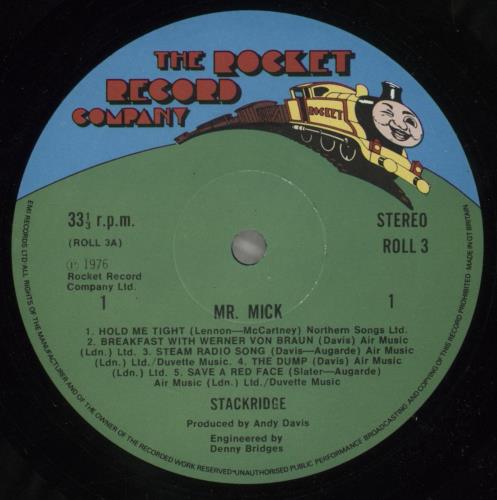 THE ROCKET
RECORD
COMPANY
ROCKET
33⅓ r.p.m.
STEREO
(ROLL 3A)
ROLL 3
℗ 1976
Rocket Record
Company Ltd.
1
1
MR. MICK
1. HOLD ME TIGHT (Lennon—McCartney) Northern Songs Ltd.
2. BREAKFAST WITH WERNER VON BRAUN (Davis) Air Music
(Ldn.) Ltd. 3. STEAM RADIO SONG (Davis—Augarde) Air Music
(Ldn.) Ltd./Duvette Music. 4. THE DUMP (Davis) Air Music
(Ldn.) Ltd. 5. SAVE A RED FACE (Slater—Augarde)
Air Music (Ldn.) Ltd./Duvette Music
STACKRIDGE
Produced by Andy Davis
Engineered by
Denny Bridges
EMI RECORDS LTD ALL RIGHTS OF THE MANUFACTURER AND OF THE OWNER OF THE RECORDED WORK RESERVED•UNAUTHORISED PUBLIC PERFORMANCE BROADCASTING AND COPYING OF THIS RECORD PROHIBITED. MADE IN GT BRITAIN